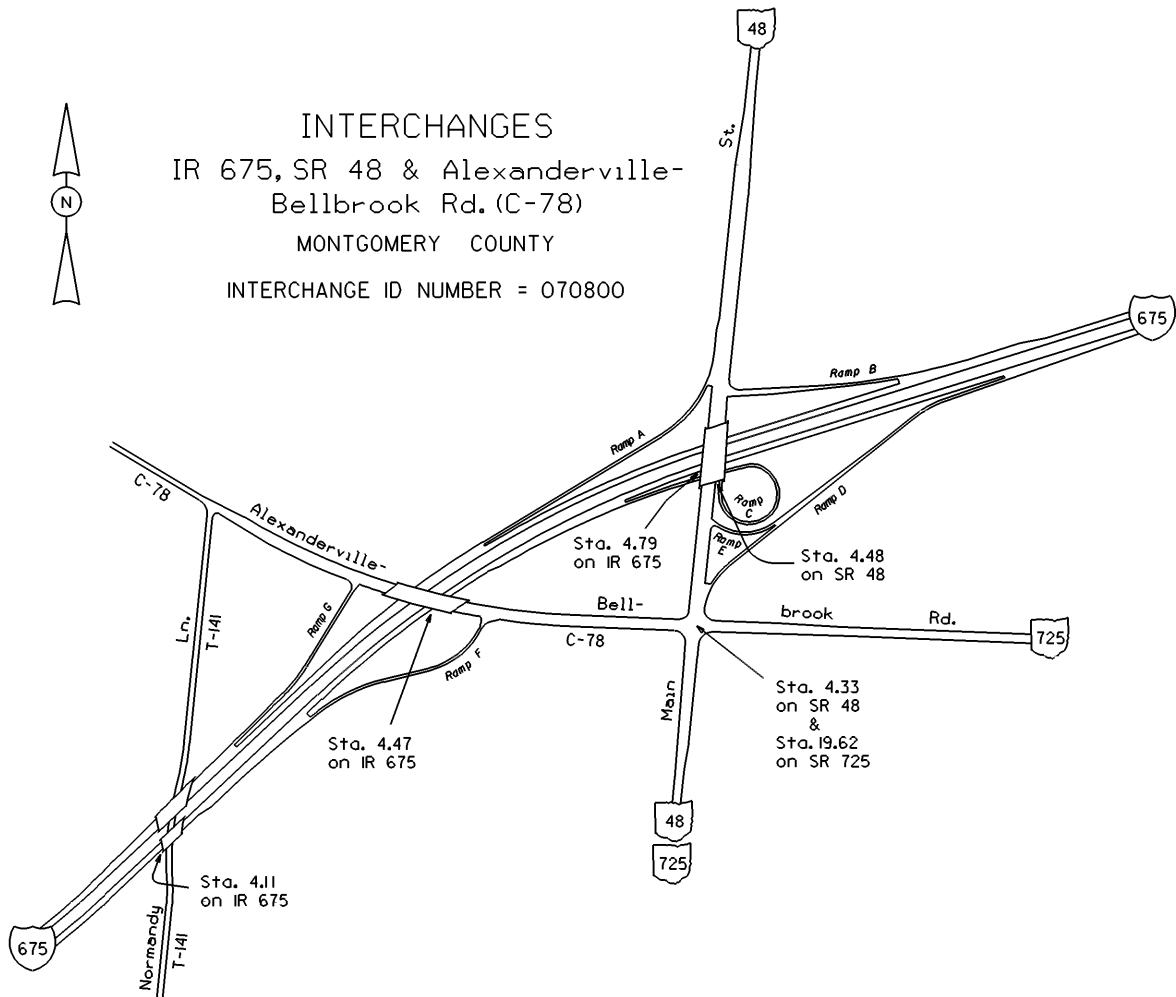 48
St.
INTERCHANGES
IR 675, SR 48 & Alexanderville-
Bellbrook Rd. (C-78)
MONTGOMERY COUNTY
INTERCHANGE ID NUMBER = 070800
N
675
Ramp B
Ramp A
C-78
Alexanderville-
Ramp
C
Ramp D
Ramp
E
Sta. 4.79
on IR 675
Sta. 4.48
on SR 48
Ln.
T-141
Ramp G
Bell-
brook
Rd.
C-78
725
Ramp F
Main
Sta. 4.33
on SR 48
&
Sta. 19.62
on SR 725
Sta. 4.47
on IR 675
48
725
Sta. 4.11
on IR 675
675
Normandy
T-141